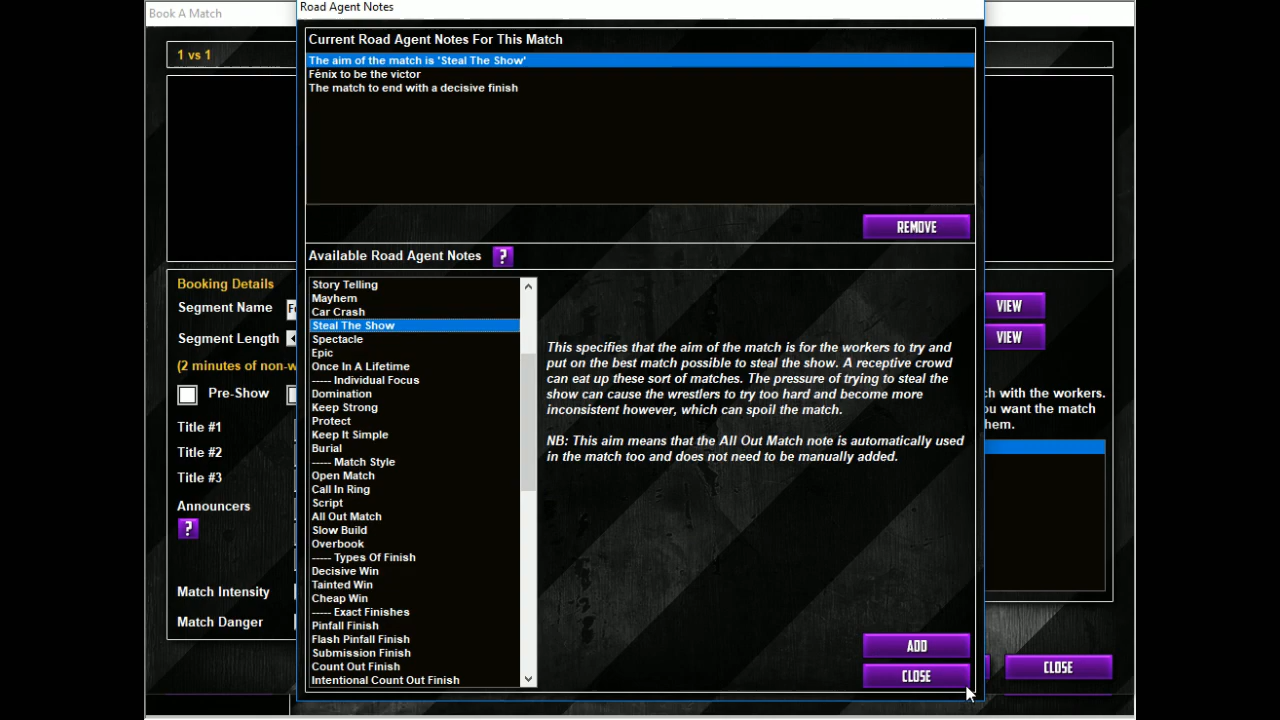 Book A Match
Road Agent Notes
1 vs 1
Current Road Agent Notes For This Match
The aim of the match is 'Steal The Show'
Fénix to be the victor
The match to end with a decisive finish
REMOVE
Available Road Agent Notes ?
Story Telling
Mayhem
Car Crash
Steal The Show
Spectacle
Epic
Once In A Lifetime
----- Individual Focus
Domination
Keep Strong
Protect
Keep It Simple
Burial
----- Match Style
Open Match
Call In Ring
Script
All Out Match
Slow Build
Overbook
----- Types Of Finish
Decisive Win
Tainted Win
Cheap Win
----- Exact Finishes
Pinfall Finish
Flash Pinfall Finish
Submission Finish
Count Out Finish
Intentional Count Out Finish
This specifies that the aim of the match is for the workers to try and
put on the best match possible to steal the show. A receptive crowd
can eat up these sort of matches. The pressure of trying to steal the
show can cause the wrestlers to try too hard and become more
inconsistent however, which can spoil the match.
NB: This aim means that the All Out Match note is automatically used
in the match too and does not need to be manually added.
ADD
CLOSE
Booking Details
Segment Name
Segment Length
(2 minutes of non-w
Pre-Show
Title #1
Title #2
Title #3
Announcers
?
Match Intensity
Match Danger
VIEW
VIEW
ch with the workers.
ou want the match
hem.
CLOSE